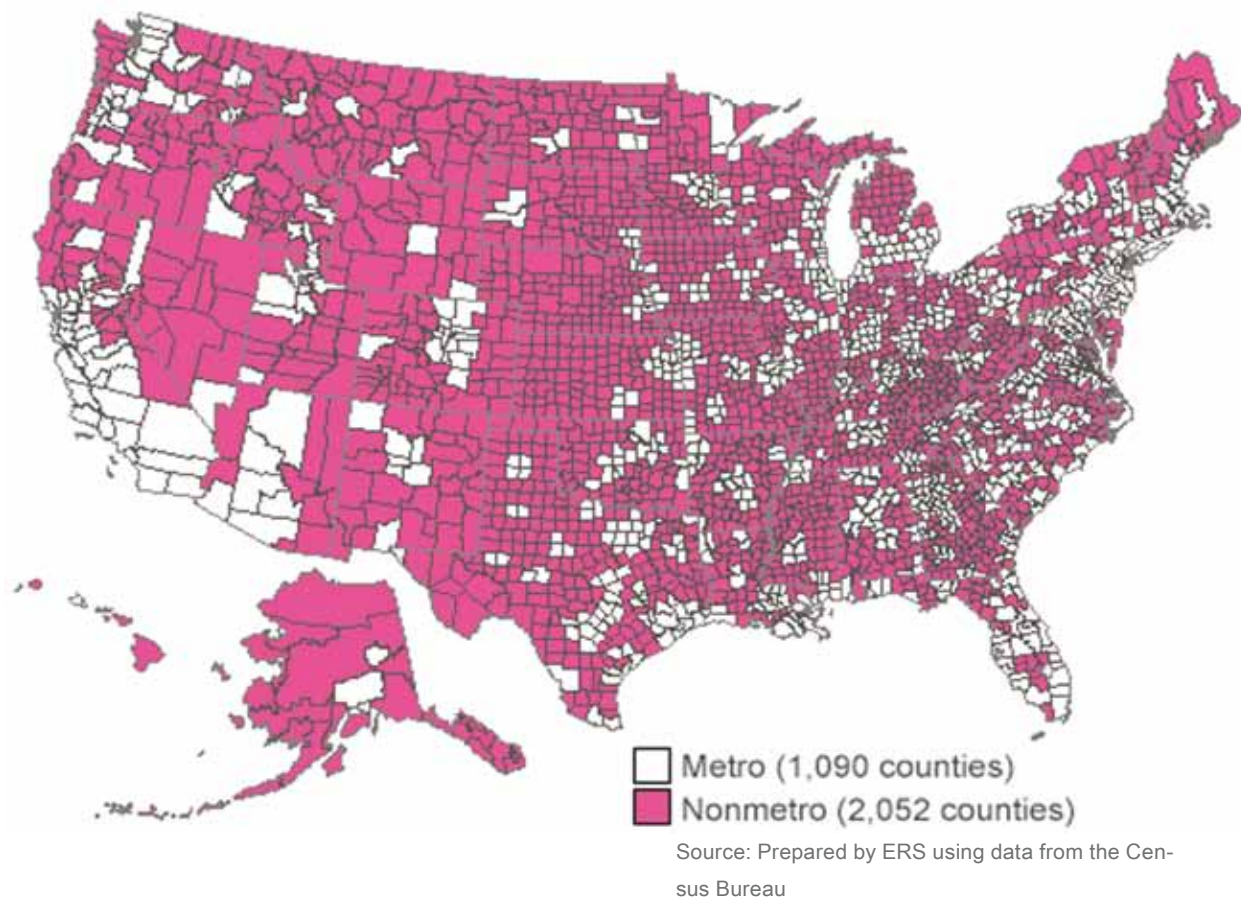 Metro (1,090 counties)
Nonmetro (2,052 counties)
Source: Prepared by ERS using data from the Cen-
sus Bureau